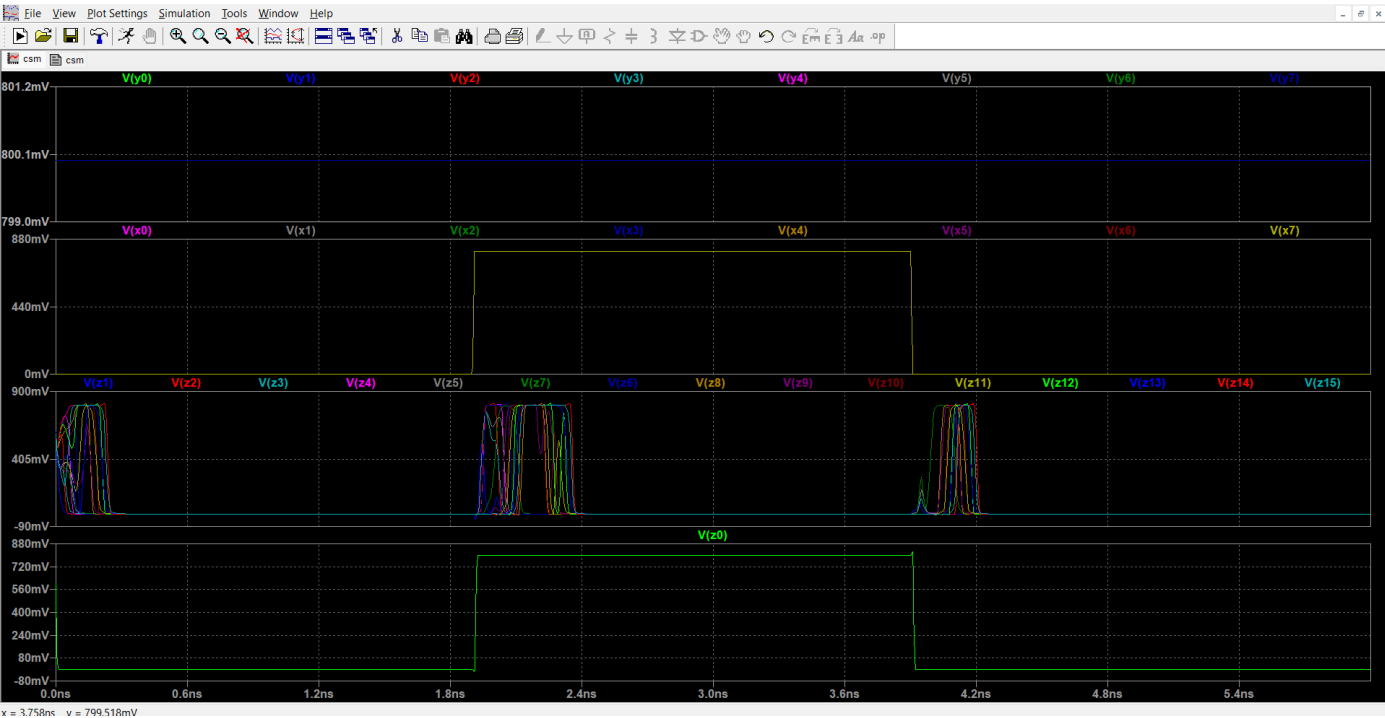 File View Plot Settings Simulation Tools Window Help
csm csm
V(y0) V(y1) V(y2) V(y3) V(y4) V(y5) V(y6) V(y7)
801.2mV
800.1mV
799.0mV
V(x0) V(x1) V(x2) V(x3) V(x4) V(x5) V(x6) V(x7)
880mV
440mV
0mV
V(z1) V(z2) V(z3) V(z4) V(z5) V(z7) V(z6) V(z8) V(z9) V(z10) V(z11) V(z12) V(z13) V(z14) V(z15)
900mV
405mV
-90mV
V(z0)
880mV
720mV
560mV
400mV
240mV
80mV
-80mV
0.0ns 0.6ns 1.2ns 1.8ns 2.4ns 3.0ns 3.6ns 4.2ns 4.8ns 5.4ns
x = 3.758ns y = 799.518mV